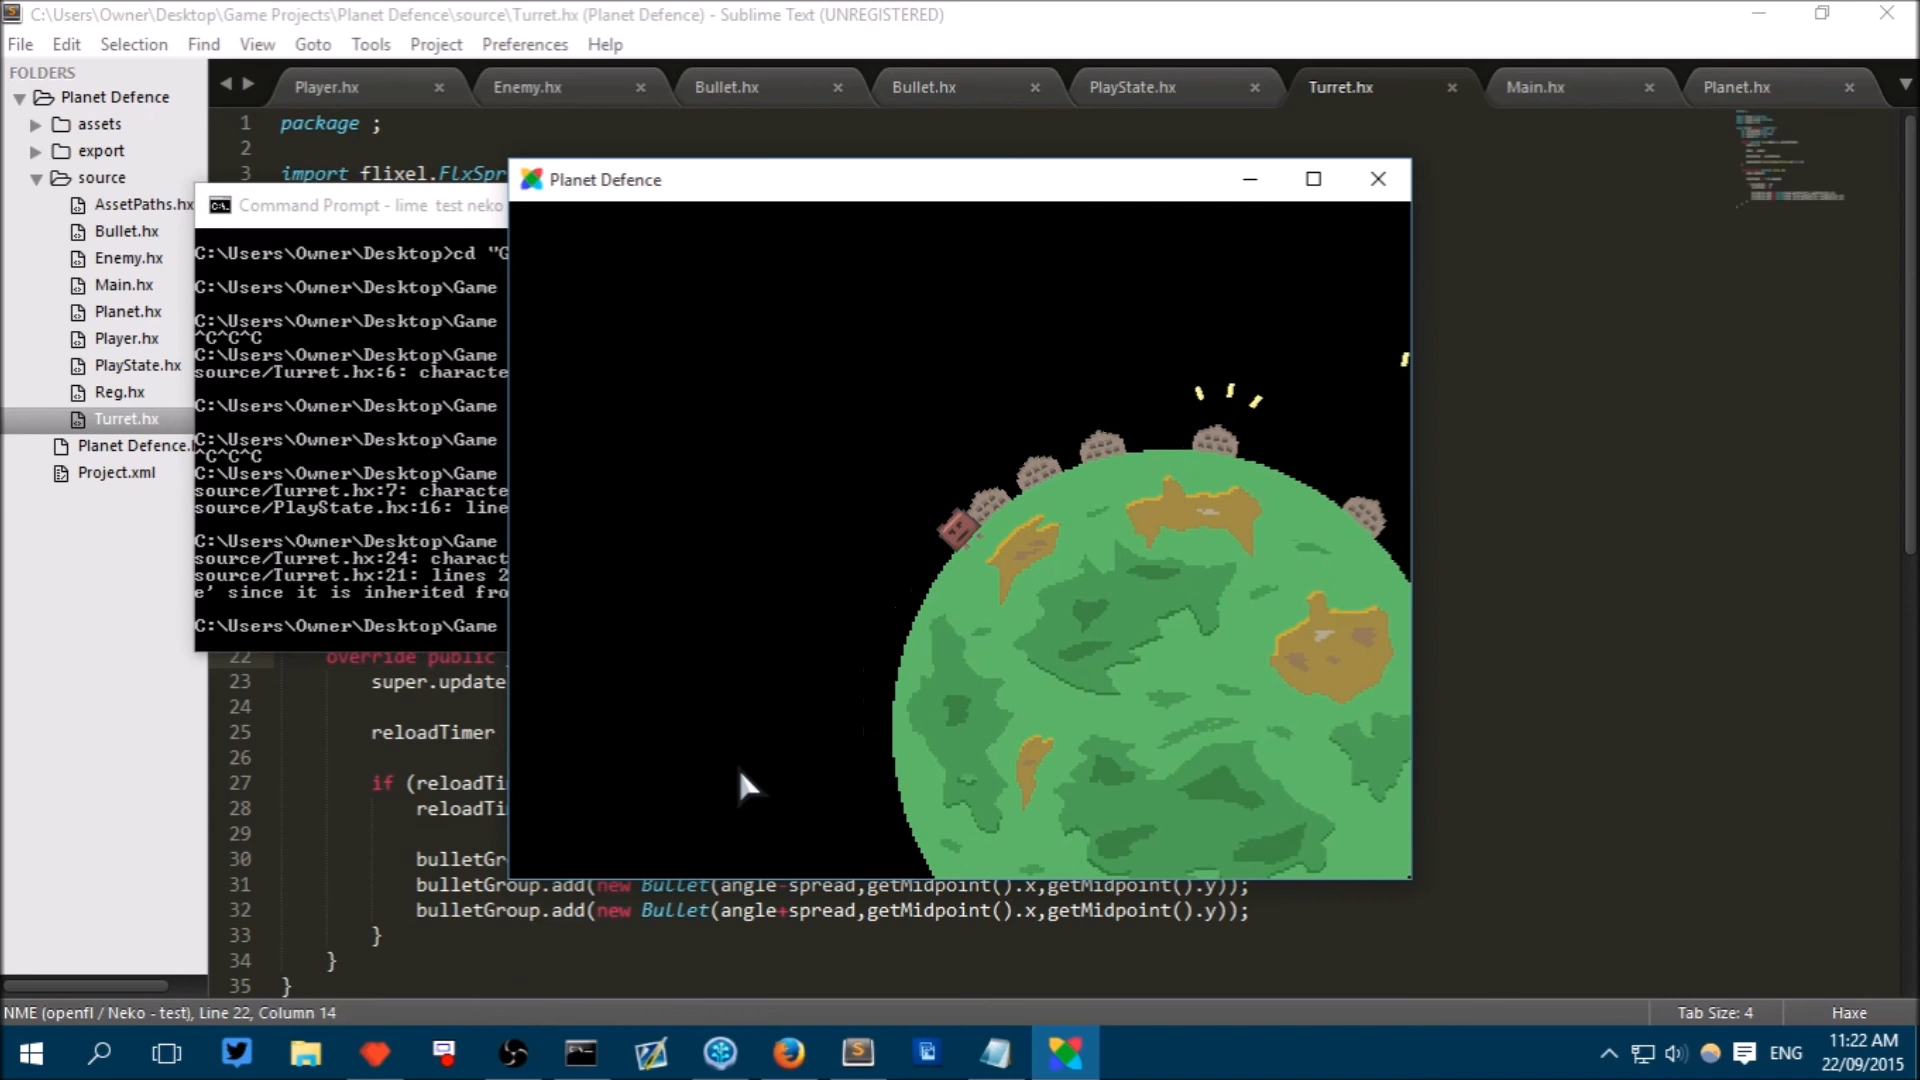 C:\Users\Owner\Desktop\Game Projects\Planet Defence\source\Turret.hx (Planet Defence) - Sublime Text (UNREGISTERED)
File Edit Selection Find View Goto Tools Project Preferences Help
FOLDERS
Planet Defence
assets
export
source
AssetPaths.hx
Bullet.hx
Enemy.hx
Main.hx
Planet.hx
Player.hx
PlayState.hx
Reg.hx
Turret.hx
Planet Defence.h
Project.xml
Player.hx Enemy.hx Bullet.hx Bullet.hx PlayState.hx Turret.hx Main.hx Planet.hx
1 package ;
2
3 import flixel.FlxSpr
Command Prompt - lime test neko
C:\Users\Owner\Desktop>cd "G
C:\Users\Owner\Desktop\Game
C:\Users\Owner\Desktop\Game
^C^C^C
C:\Users\Owner\Desktop\Game
source/Turret.hx:6: characte
C:\Users\Owner\Desktop\Game
C:\Users\Owner\Desktop\Game
^C^C^C
C:\Users\Owner\Desktop\Game
source/Turret.hx:7: characte
source/PlayState.hx:16: line
C:\Users\Owner\Desktop\Game
source/Turret.hx:24: charact
source/Turret.hx:21: lines 2
e' since it is inherited fro
C:\Users\Owner\Desktop\Game
Planet Defence
22 override public
23 super.update
24
25 reloadTimer
26
27 if (reloadTi
28 reloadTi
29
30 bulletGr
31 bulletGroup.add(new Bullet(angle-spread,getMidpoint().x,getMidpoint().y));
32 bulletGroup.add(new Bullet(angle+spread,getMidpoint().x,getMidpoint().y));
33 }
34 }
35 }
NME (openfl / Neko - test), Line 22, Column 14
Tab Size: 4 Haxe
ENG
11:22 AM
22/09/2015